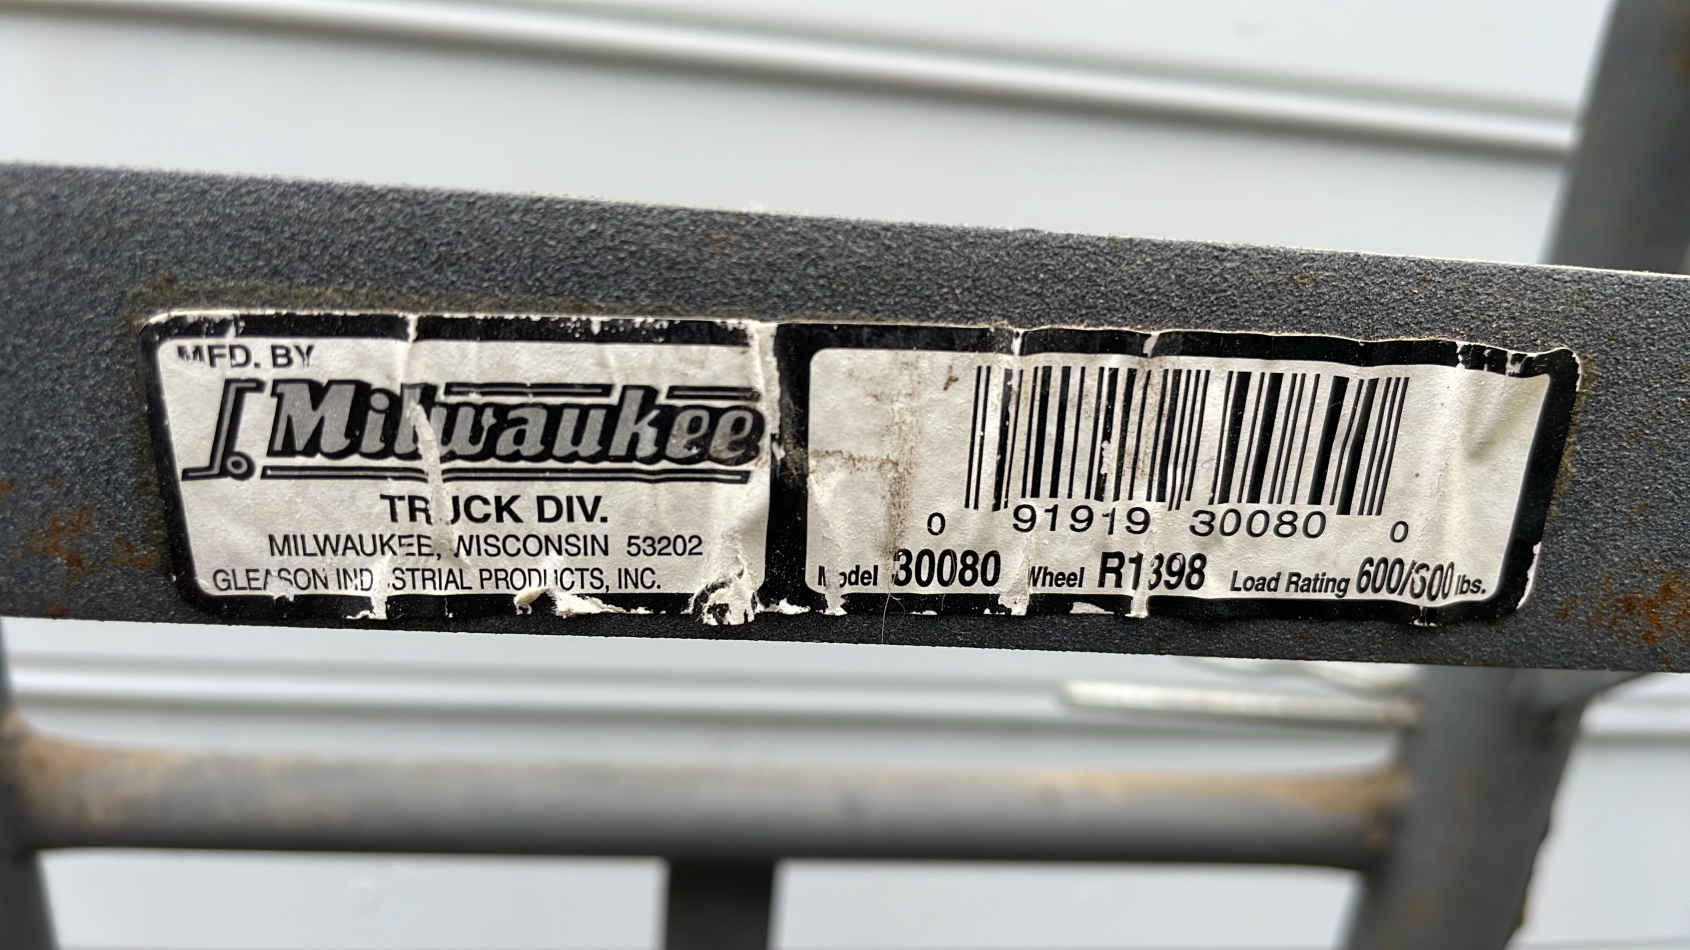 MFD. BY
Milwaukee
TRUCK DIV.
MILWAUKEE, WISCONSIN 53202
GLEASON INDUSTRIAL PRODUCTS, INC.
0 91919 30080 0
Model 30080 Wheel R1398 Load Rating 600/300 lbs.